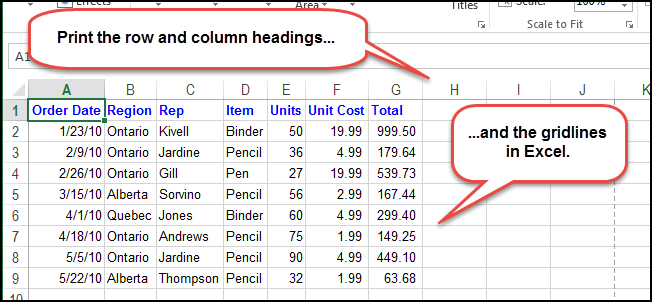 Effects
Area
Titles
Scale: 100%
Scale to Fit
Print the row and column headings...
A1
A B C D E F G H I J K
1 Order Date Region Rep Item Units Unit Cost Total
2 1/23/10 Ontario Kivell Binder 50 19.99 999.50
3 2/9/10 Ontario Jardine Pencil 36 4.99 179.64
4 2/26/10 Ontario Gill Pen 27 19.99 539.73
5 3/15/10 Alberta Sorvino Pencil 56 2.99 167.44
6 4/1/10 Quebec Jones Binder 60 4.99 299.40
7 4/18/10 Ontario Andrews Pencil 75 1.99 149.25
8 5/5/10 Ontario Jardine Pencil 90 4.99 449.10
9 5/22/10 Alberta Thompson Pencil 32 1.99 63.68
10
...and the gridlines
in Excel.